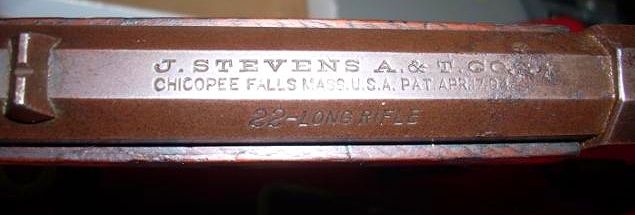 J. STEVENS A. & T. CO.
CHICOPEE FALLS MASS. U.S.A. PAT. APR. 17/94
22-LONG RIFLE